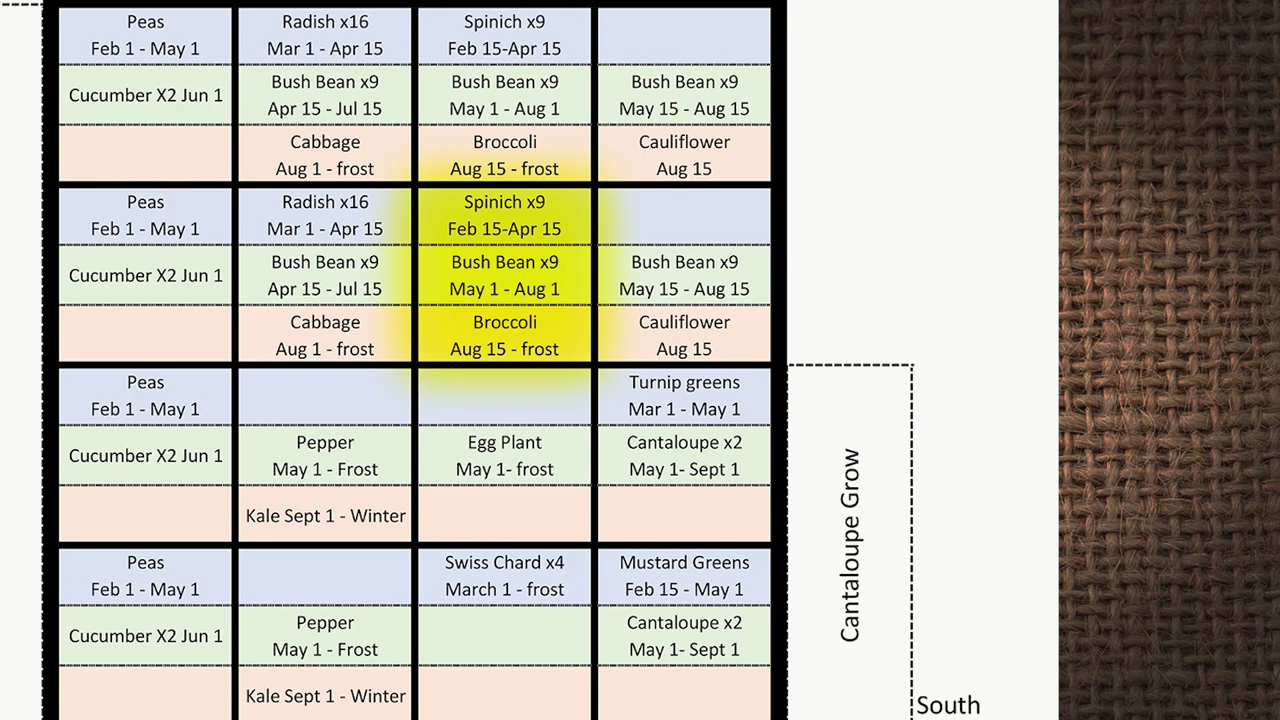 Peas
Feb 1 - May 1
Radish x16
Mar 1 - Apr 15
Spinich x9
Feb 15-Apr 15
Cucumber X2 Jun 1
Bush Bean x9
Apr 15 - Jul 15
Bush Bean x9
May 1 - Aug 1
Bush Bean x9
May 15 - Aug 15
Cabbage
Aug 1 - frost
Broccoli
Aug 15 - frost
Cauliflower
Aug 15
Peas
Feb 1 - May 1
Radish x16
Mar 1 - Apr 15
Spinich x9
Feb 15-Apr 15
Cucumber X2 Jun 1
Bush Bean x9
Apr 15 - Jul 15
Bush Bean x9
May 1 - Aug 1
Bush Bean x9
May 15 - Aug 15
Cabbage
Aug 1 - frost
Broccoli
Aug 15 - frost
Cauliflower
Aug 15
Peas
Feb 1 - May 1
Turnip greens
Mar 1 - May 1
Cucumber X2 Jun 1
Pepper
May 1 - Frost
Egg Plant
May 1- frost
Cantaloupe x2
May 1- Sept 1
Kale Sept 1 - Winter
Peas
Feb 1 - May 1
Swiss Chard x4
March 1 - frost
Mustard Greens
Feb 15 - May 1
Cucumber X2 Jun 1
Pepper
May 1 - Frost
Cantaloupe x2
May 1- Sept 1
Kale Sept 1 - Winter
Cantaloupe Grow
South